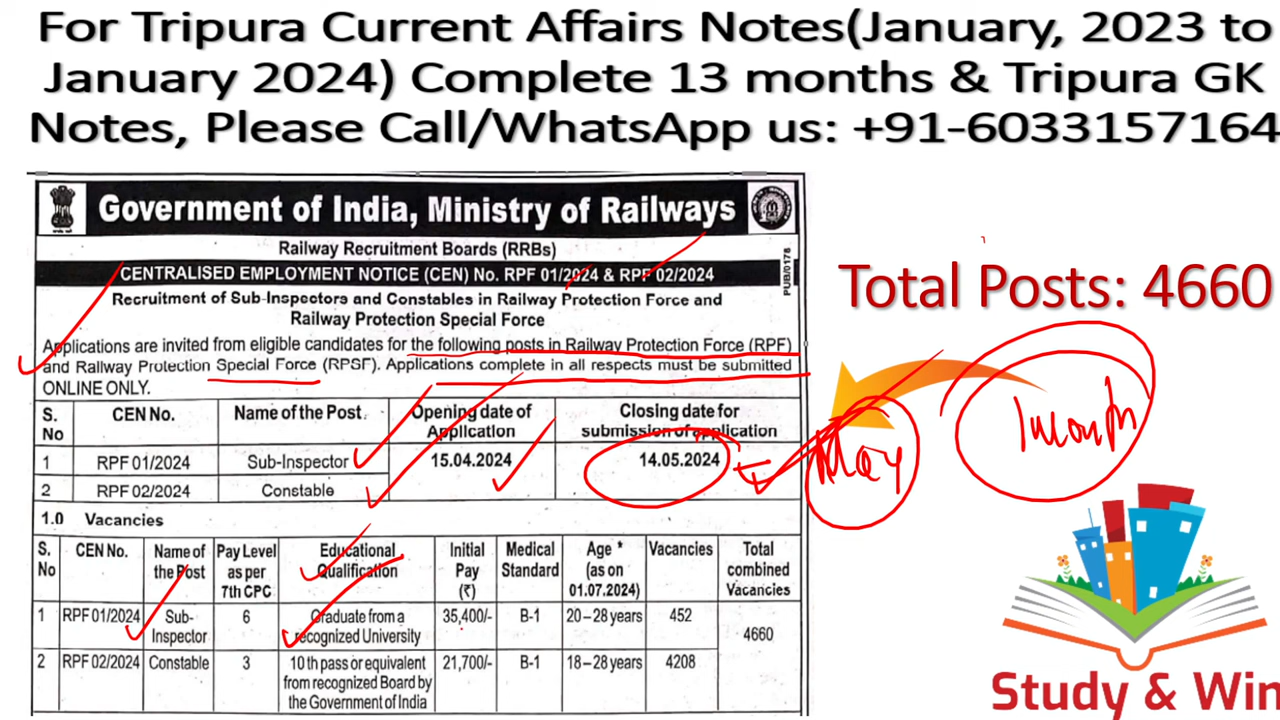 For Tripura Current Affairs Notes(January, 2023 to
January 2024) Complete 13 months & Tripura GK
Notes, Please Call/WhatsApp us: +91-6033157164
Government of India, Ministry of Railways
Railway Recruitment Boards (RRBs)
CENTRALISED EMPLOYMENT NOTICE (CEN) No. RPF 01/2024 & RPF 02/2024
PUB/0178
Recruitment of Sub-Inspectors and Constables in Railway Protection Force and
Railway Protection Special Force
Applications are invited from eligible candidates for the following posts in Railway Protection Force (RPF)
and Railway Protection Special Force (RPSF). Applications complete in all respects must be submitted
ONLINE ONLY.
S. No CEN No. Name of the Post Opening date of Application Closing date for submission of application
1 RPF 01/2024 Sub-Inspector 15.04.2024 14.05.2024
2 RPF 02/2024 Constable
1.0 Vacancies
S. No CEN No. Name of the Post Pay Level as per 7th CPC Educational Qualification Initial Pay (₹) Medical Standard Age * (as on 01.07.2024) Vacancies Total combined Vacancies
1 RPF 01/2024 Sub-Inspector 6 Graduate from a recognized University 35,400/- B-1 20–28 years 452 4660
2 RPF 02/2024 Constable 3 10 th pass or equivalent from recognized Board by the Government of India 21,700/- B-1 18–28 years 4208
Total Posts: 4660
1 month
May
Study & Win